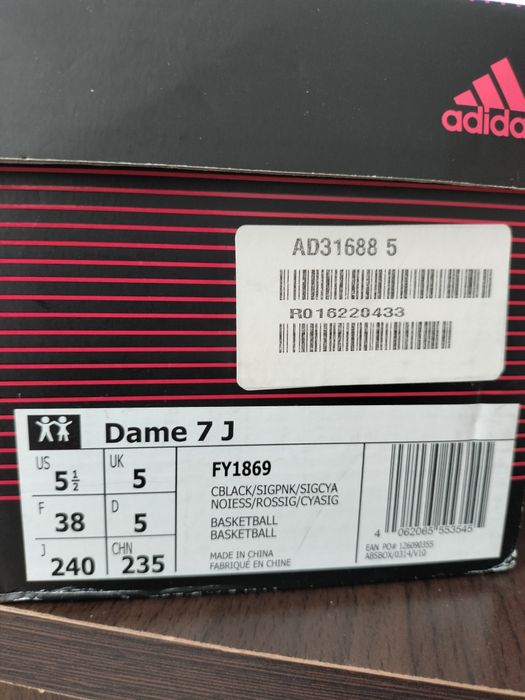 adidas
AD31688 5
R016220433
Dame 7 J
US 5½ UK 5
F 38 D 5
J 240 CHN 235
FY1869
CBLACK/SIGPNK/SIGCYA
NOIESS/ROSSIG/CYASIG
BASKETBALL
BASKETBALL
MADE IN CHINA
FABRIQUÉ EN CHINE
4 062065 553545
EAN PO# 126090355
ABSBOX/0314/V10